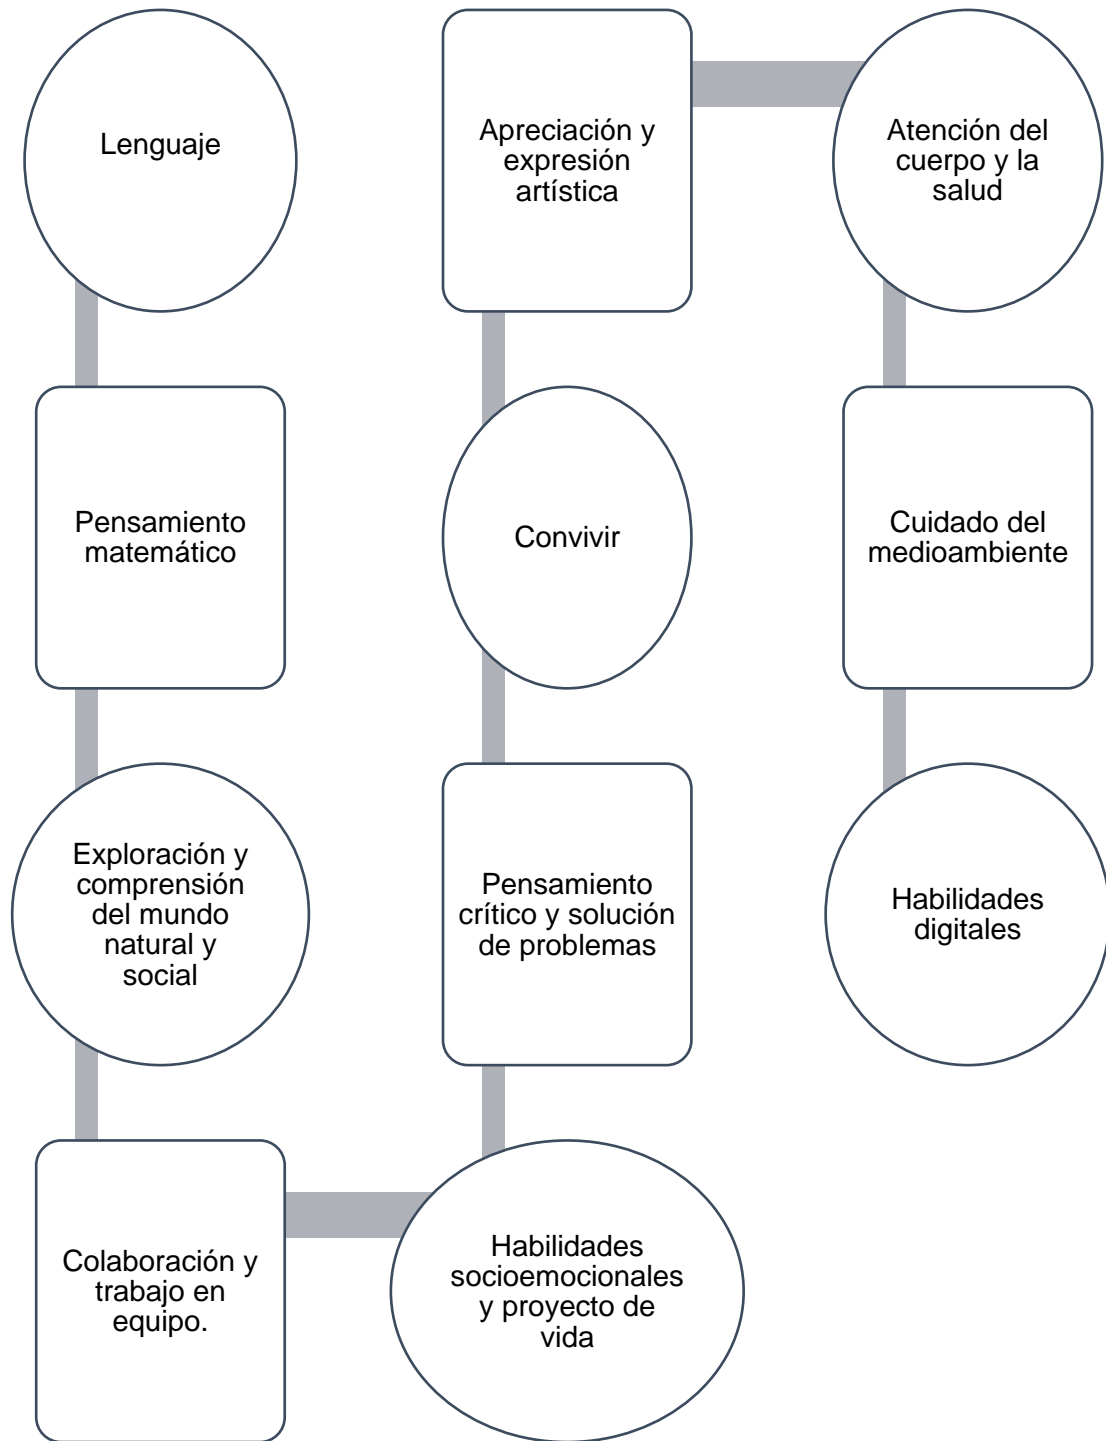 Lenguaje
Pensamiento
matemático
Exploración y
comprensión
del mundo
natural y
social
Colaboración y
trabajo en
equipo.
Habilidades
socioemocionales
y proyecto de
vida
Pensamiento
crítico y solución
de problemas
Convivir
Apreciación y
expresión
artística
Atención del
cuerpo y la
salud
Cuidado del
medioambiente
Habilidades
digitales